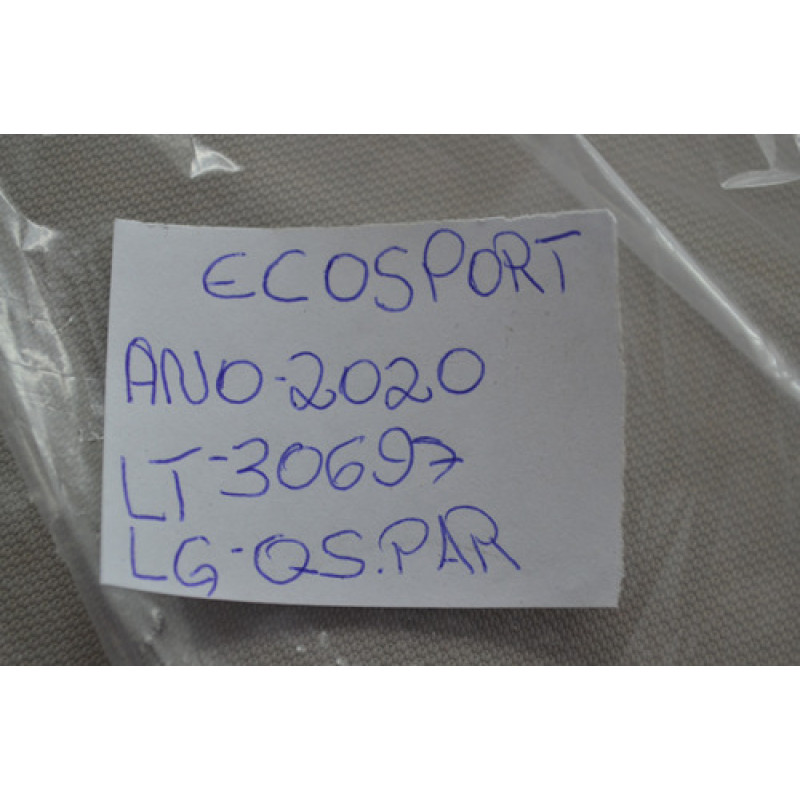 ECOSPORT
ANO-2020
LT-30697
LG-QS.PAR